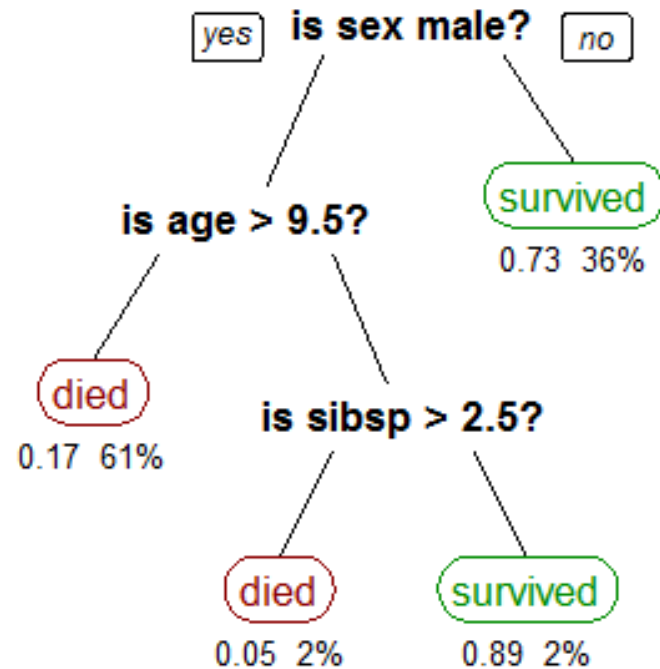 yes is sex male? no
survived
is age > 9.5?
0.73 36%
died
is sibsp > 2.5?
0.17 61%
died survived
0.05 2% 0.89 2%